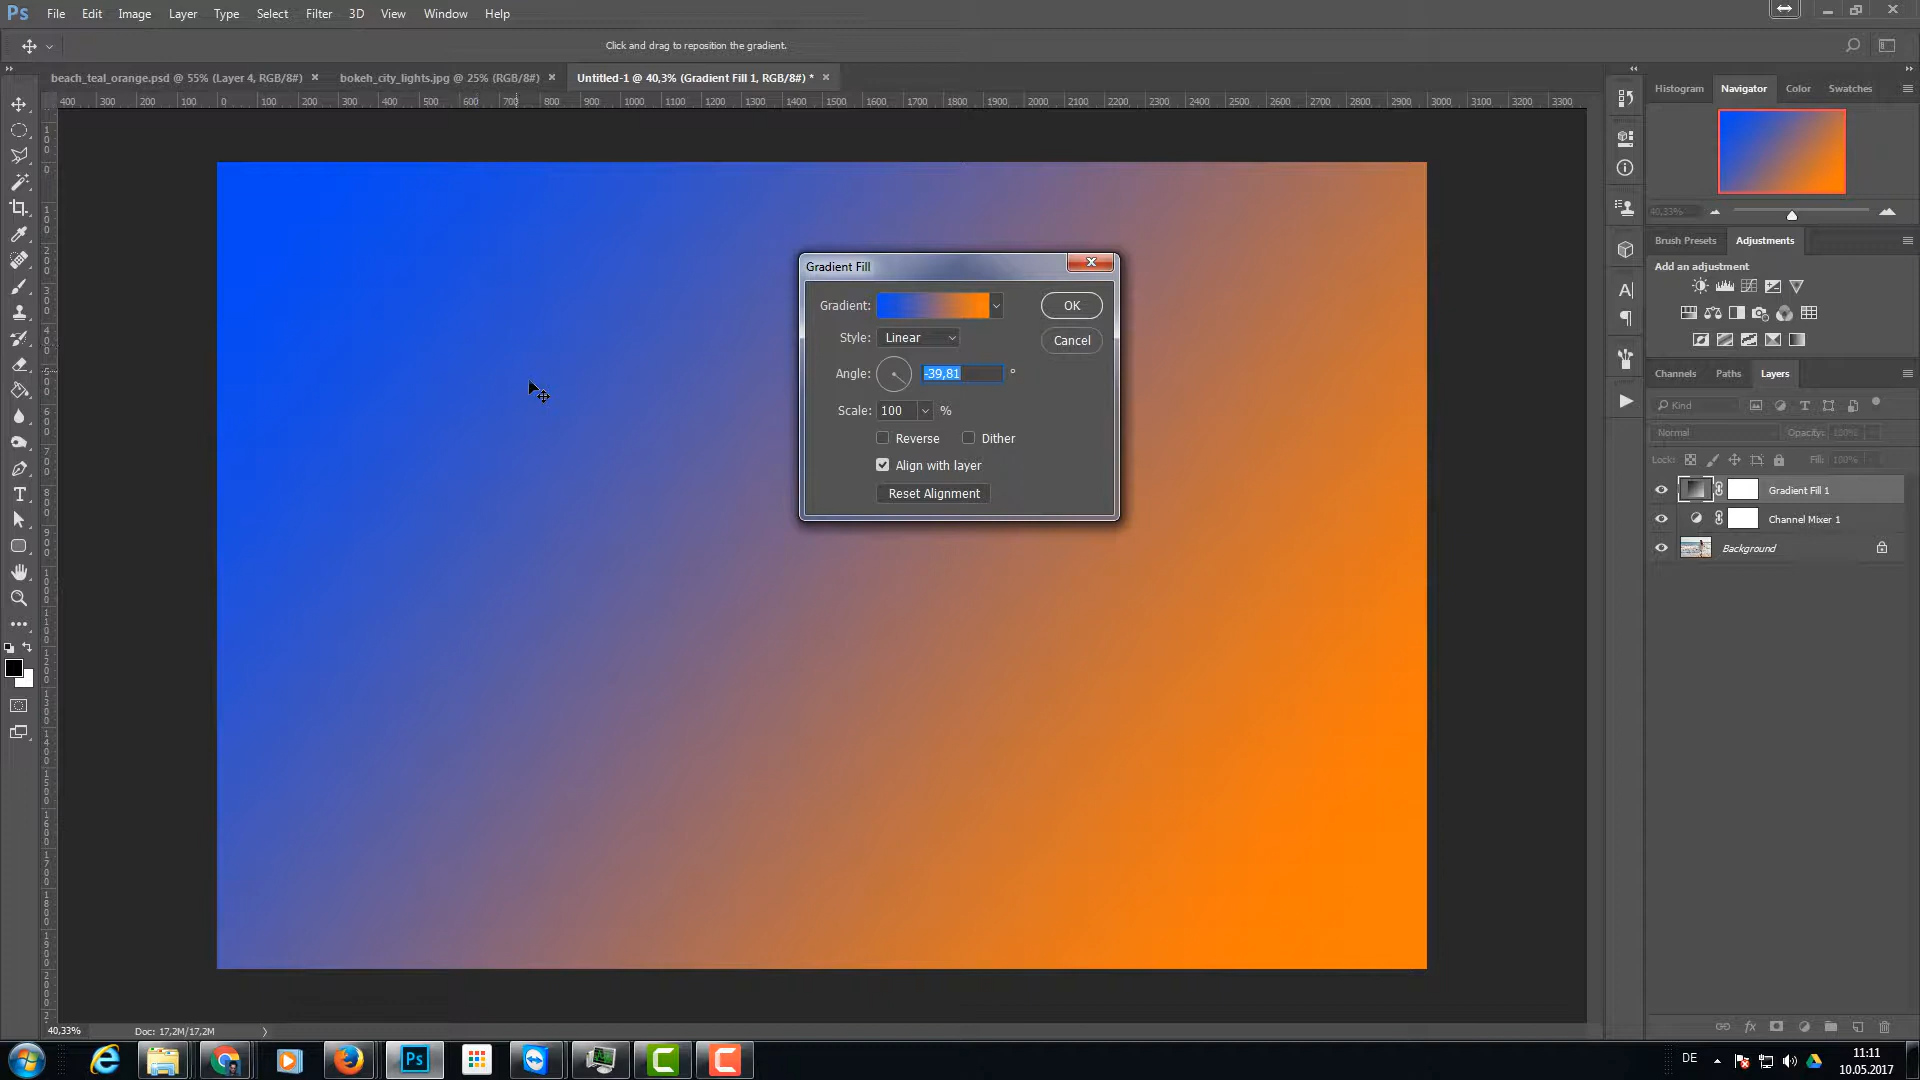 Ps File Edit Image Layer Type Select Filter 3D View Window Help
Click and drag to reposition the gradient.
beach_teal_orange.psd @ 55% (Layer 4, RGB/8#) × bokeh_city_lights.jpg @ 25% (RGB/8#) × Untitled-1 @ 40,3% (Gradient Fill 1, RGB/8#) * ×
400 300 200 100 0 100 200 300 400 500 600 700 800 900 1000 1100 1200 1300 1400 1500 1600 1700 1800 1900 2000 2100 2200 2300 2400 2500 2600 2700 2800 2900 3000 3100 3200 3300
Histogram Navigator Color Swatches
40,33%
Brush Presets Adjustments
Add an adjustment
Gradient Fill
Gradient:
OK
Style: Linear
Cancel
Angle: -39,81 °
Scale: 100 %
Reverse Dither
Align with layer
Reset Alignment
Channels Paths Layers
Kind
Normal Opacity: 100%
Lock: Fill: 100%
Gradient Fill 1
Channel Mixer 1
Background
40,33% Doc: 17,2M/17,2M
Ps
DE
11:11
10.05.2017